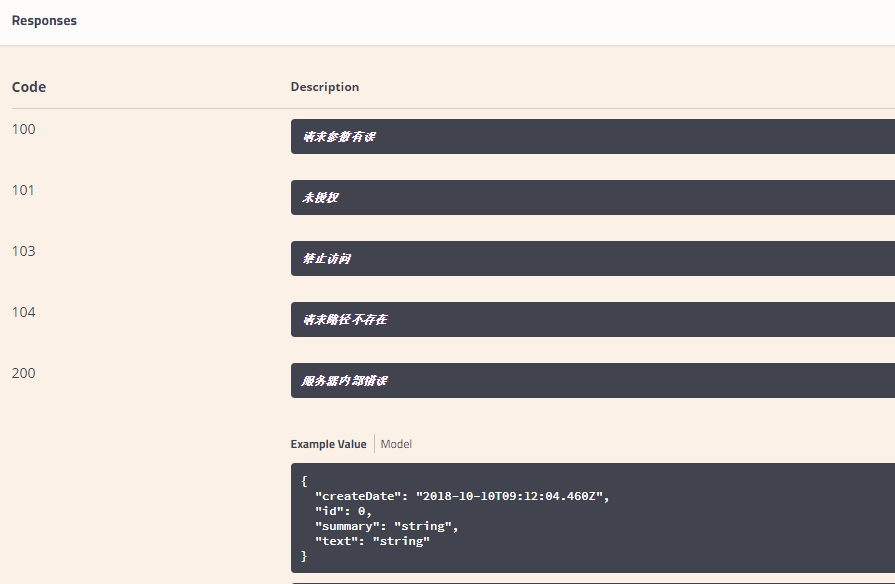 Responses
Code Description
100 请求参数有误
101 未授权
103 禁止访问
104 请求路径不存在
200 服务器内部错误
Example Value Model
{
"createDate": "2018-10-10T09:12:04.460Z",
"id": 0,
"summary": "string",
"text": "string"
}